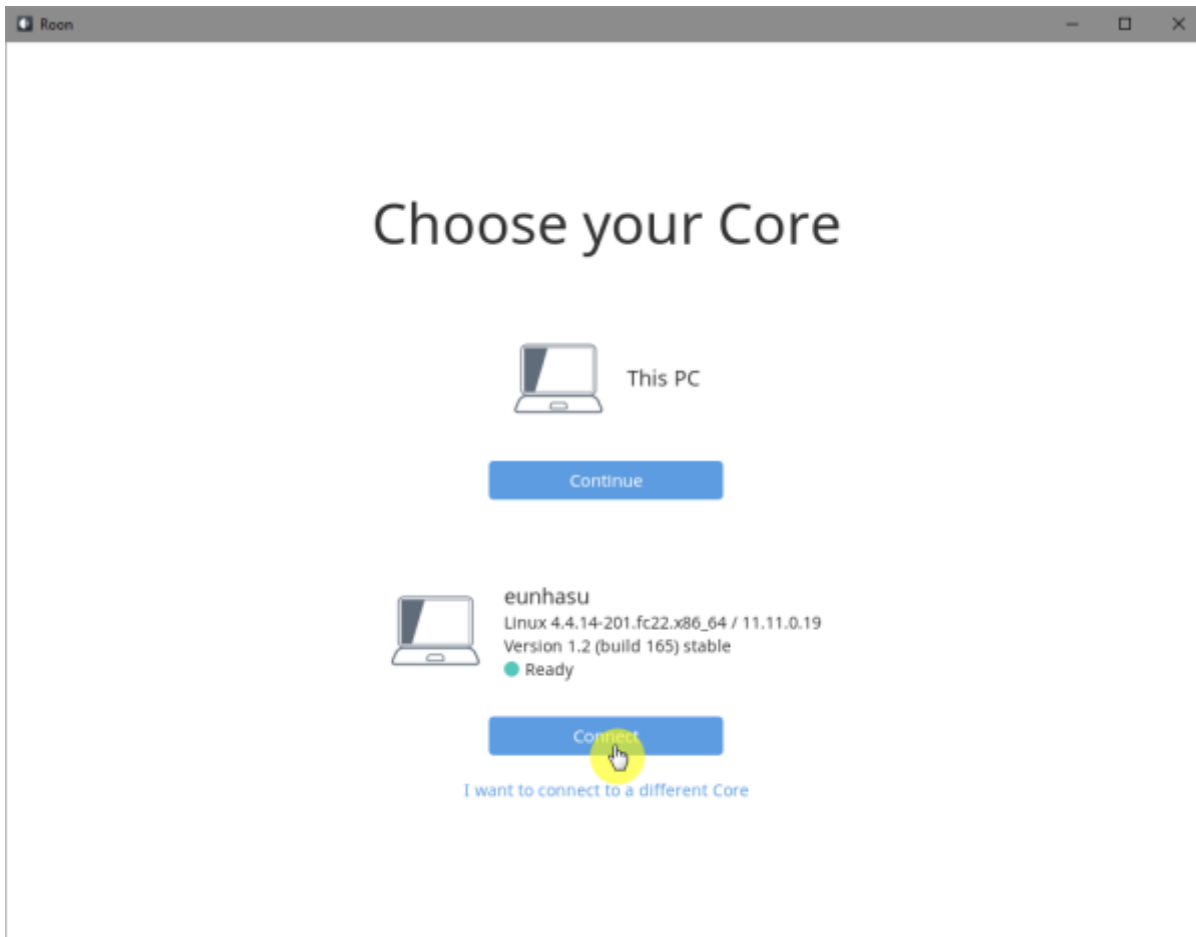 Roon
Choose your Core
This PC
Continue
eunhasu
Linux 4.4.14-201.fc22.x86_64 / 11.11.0.19
Version 1.2 (build 165) stable
Ready
Connect
I want to connect to a different Core